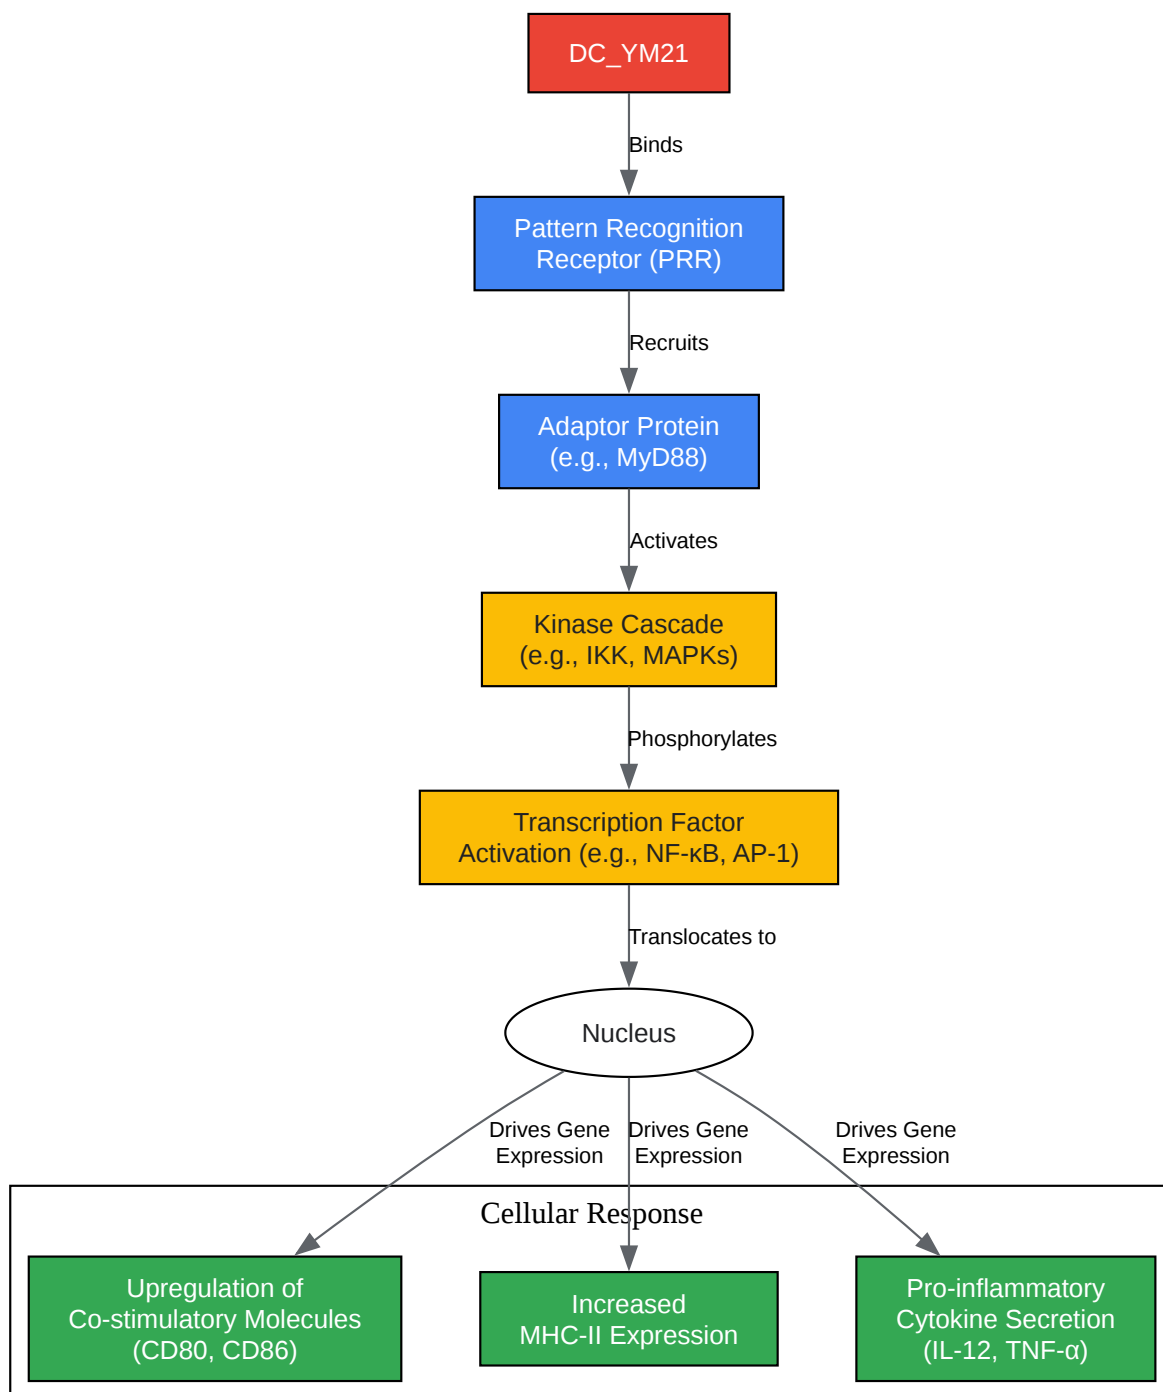 DC_YM21
Binds
Pattern Recognition
Receptor (PRR)
Recruits
Adaptor Protein
(e.g., MyD88)
Activates
Kinase Cascade
(e.g., IKK, MAPKs)
Phosphorylates
Transcription Factor
Activation (e.g., NF-κB, AP-1)
Translocates to
Nucleus
Drives Gene
Expression
Drives Gene
Expression
Drives Gene
Expression
Cellular Response
Upregulation of
Co-stimulatory Molecules
(CD80, CD86)
Increased
MHC-II Expression
Pro-inflammatory
Cytokine Secretion
(IL-12, TNF-α)